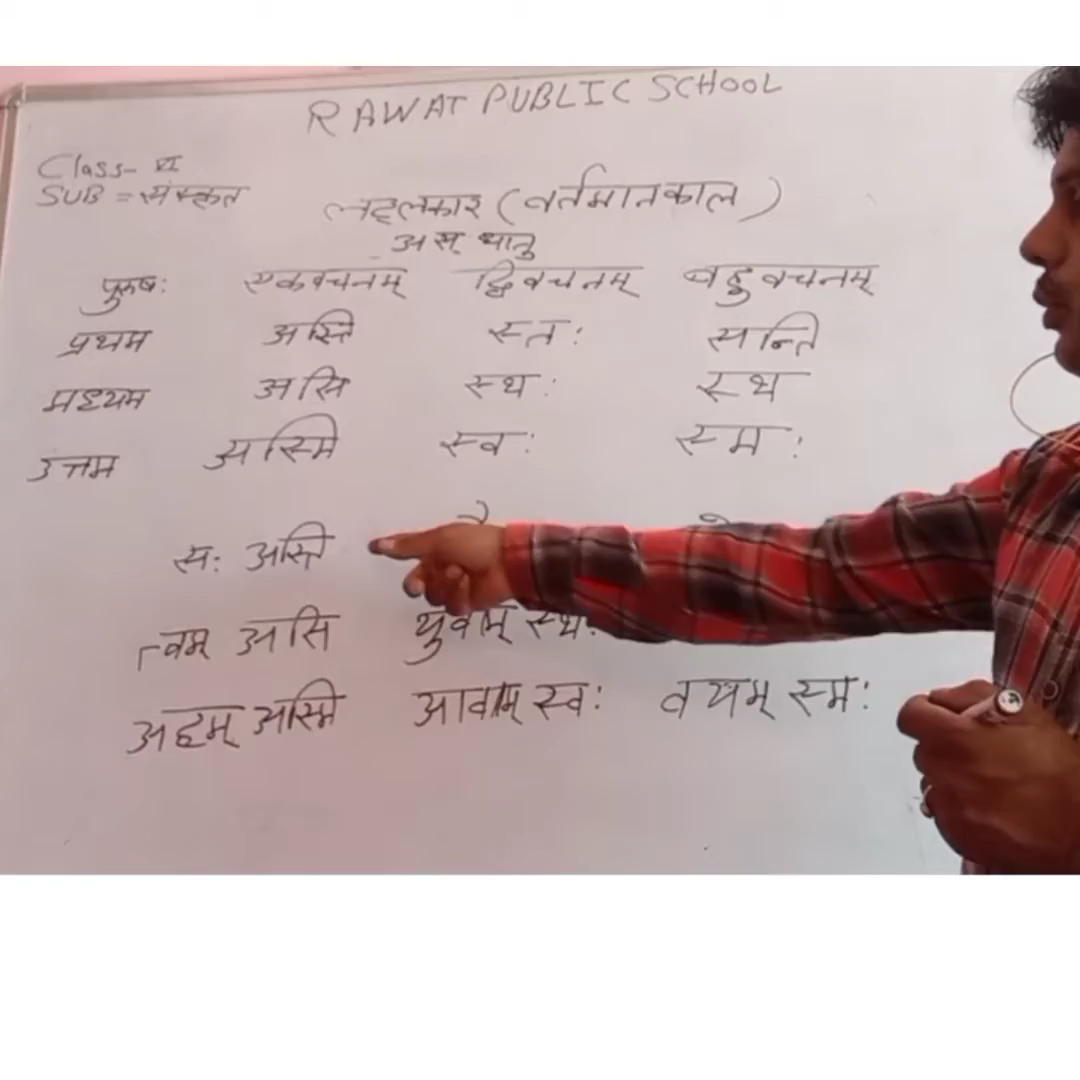 RAWAT PUBLIC SCHOOL
Class- VI
SUB = संस्कृत
लट्लकार (वर्तमानकाल)
अस् धातु
पुरुषः एकवचनम् द्विवचनम् बहुवचनम्
प्रथम अस्ति स्तः सन्ति
मध्यम असि स्थः स्थ
उत्तम अस्मि स्वः स्मः
सः अस्ति
त्वम् असि युवाम् स्थः
अहम् अस्मि आवाम् स्वः वयम् स्मः